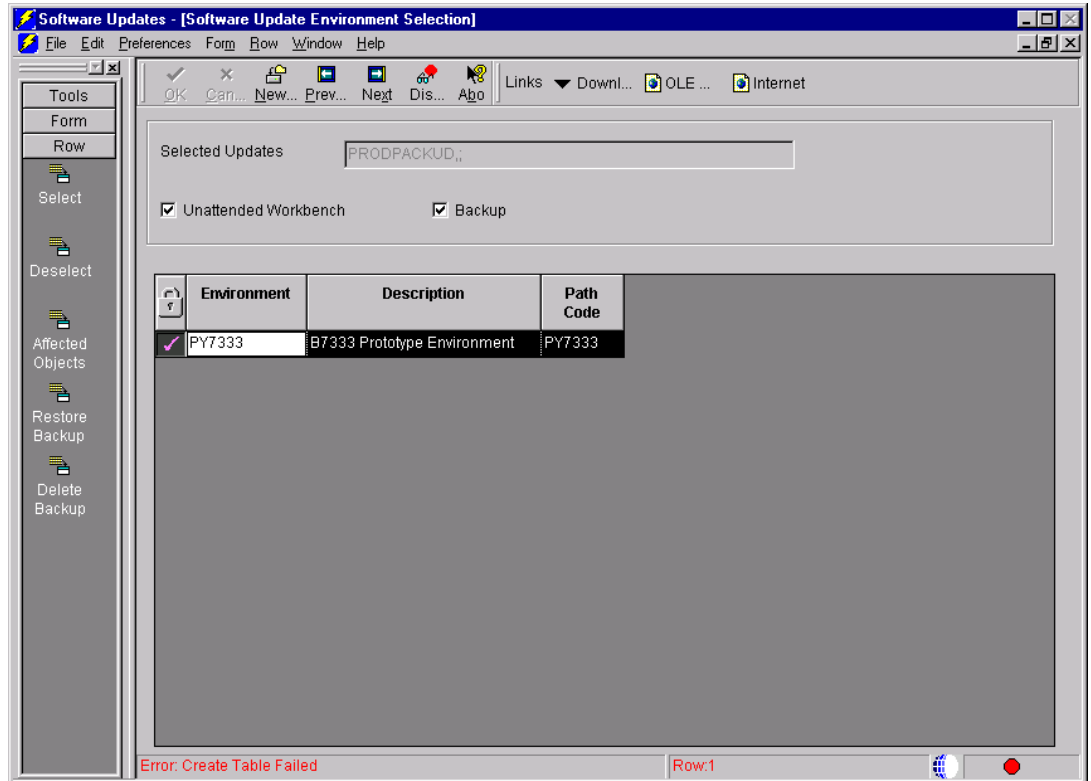 Software Updates - [Software Update Environment Selection]
File Edit Preferences Form Row Window Help
Tools
Form
Row
Select
Deselect
Affected
Objects
Restore
Backup
Delete
Backup
OK Can... New... Prev... Next Dis... Abo Links Downl... OLE ... Internet
Selected Updates PRODPACKUD,;
Unattended Workbench Backup
Environment Description Path
Code
PY7333 B7333 Prototype Environment PY7333
Error: Create Table Failed Row:1